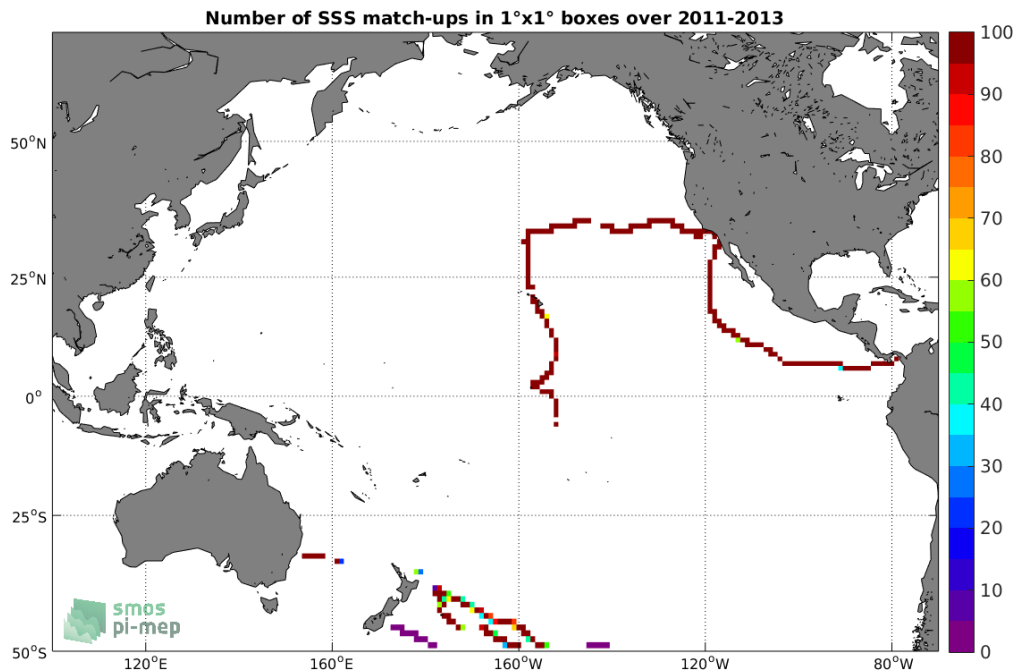 Number of SSS match-ups in 1°x1° boxes over 2011-2013
50°N
25°N
0°
25°S
50°S
120°E
160°E
160°W
120°W
80°W
100
90
80
70
60
50
40
30
20
10
0
smos
pi-mep